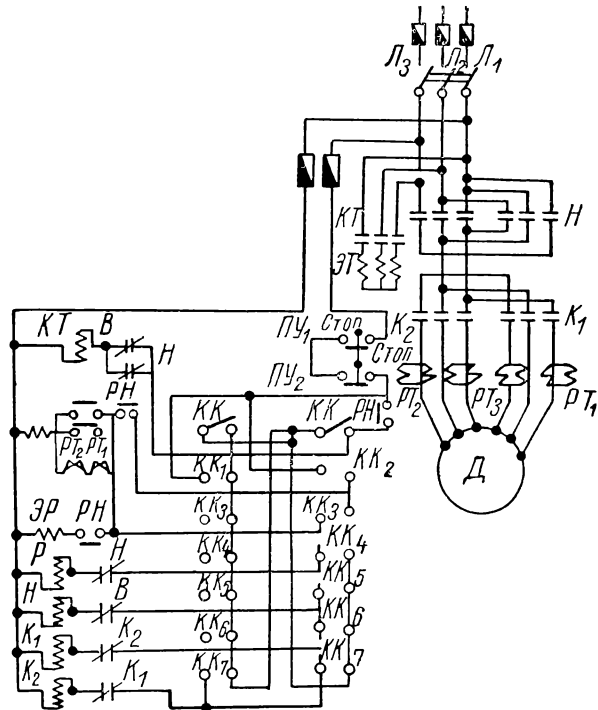 Л3 Л2 Л1
КТ Н
ЭТ
КТ В Н ПУ1 Стоп К2 К1
Стоп
ПУ2
РН КК КК РН РТ2 РТ3 РТ1
РТ2 РТ1 КК1 КК2 Д
ЭР РН КК3 КК3
Р Н КК4 КК4
Н В КК5 КК5
К1 К2 КК6 6
К2 К1 КК7 КК7